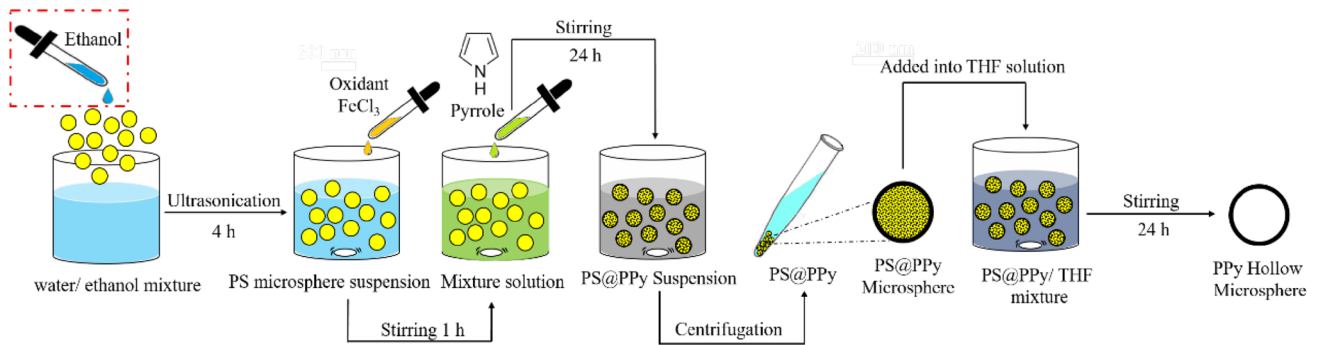 Ethanol
water/ ethanol mixture
Ultrasonication
4 h
Oxidant
FeCl3
PS microsphere suspension
Stirring 1 h
N
H
Pyrrole
Mixture solution
Stirring
24 h
PS@PPy Suspension
Centrifugation
PS@PPy
PS@PPy
Microsphere
Added into THF solution
PS@PPy/ THF
mixture
Stirring
24 h
PPy Hollow
Microsphere